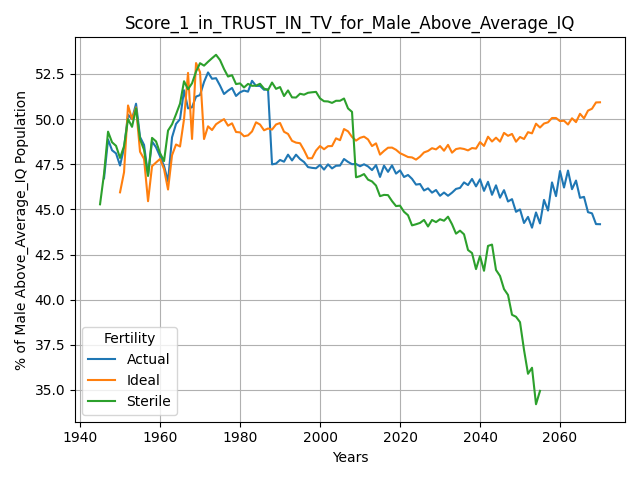 Score_1_in_TRUST_IN_TV_for_Male_Above_Average_IQ
% of Male Above_Average_IQ Population
52.5
50.0
47.5
45.0
42.5
40.0
37.5
35.0
Fertility
Actual
Ideal
Sterile
1940 1960 1980 2000 2020 2040 2060
Years